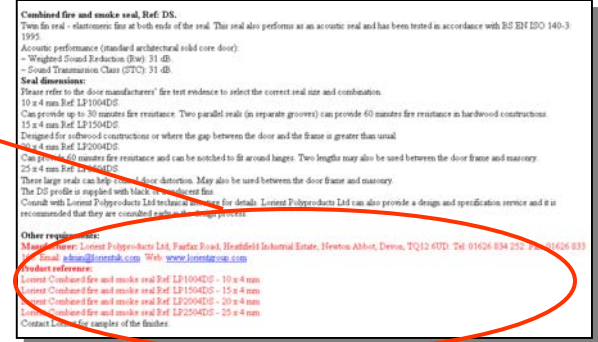 Combined fire and smoke seal, Ref: DS.
Twin fin seal - elastomeric fins at both ends of the seal. This seal also performs as an acoustic seal and has been tested in accordance with BS EN ISO 140-3:
1995.
Acoustic performance (standard architectural solid core door):
– Weighted Sound Reduction (Rw): 31 dB.
– Sound Transmission Class (STC): 31 dB.
Seal dimensions:
Please refer to the door manufacturers' fire test evidence to select the correct seal size and combination.
10 x 4 mm Ref: LP1004DS.
Can provide up to 30 minutes fire resistance. Two parallel seals (in separate grooves) can provide 60 minutes fire resistance in hardwood constructions.
15 x 4 mm Ref: LP1504DS.
Designed for softwood constructions or where the gap between the door and the frame is greater than usual.
20 x 4 mm Ref: LP2004DS.
Can provide 60 minutes fire resistance and can be notched to fit around hinges. Two lengths may also be used between the door frame and masonry.
25 x 4 mm Ref: LP2504DS.
These large seals can help door distortion. May also be used between the door frame and masonry.
The DS profile is supplied with black or translucent fins.
Consult with Lorient Polyproducts Ltd technical literature for details. Lorient Polyproducts Ltd can also provide a design and specification service and it is
recommended that they are consulted early in the design process.
Other requirements:
Manufacturer: Lorient Polyproducts Ltd, Fairfax Road, Heathfield Industrial Estate, Newton Abbot, Devon, TQ12 6UD. Tel: 01626 834 252. 01626 833
Email: admin@lorientuk.com. Web: www.lorientgroup.com
Product reference:
Lorient Combined fire and smoke seal Ref: LP1004DS - 10 x 4 mm
Lorient Combined fire and smoke seal Ref: LP1504DS - 15 x 4 mm
Lorient Combined fire and smoke seal Ref: LP2004DS - 20 x 4 mm
Lorient Combined fire and smoke seal Ref: LP2504DS - 25 x 4 mm
Contact Lorient for samples of the finishes.